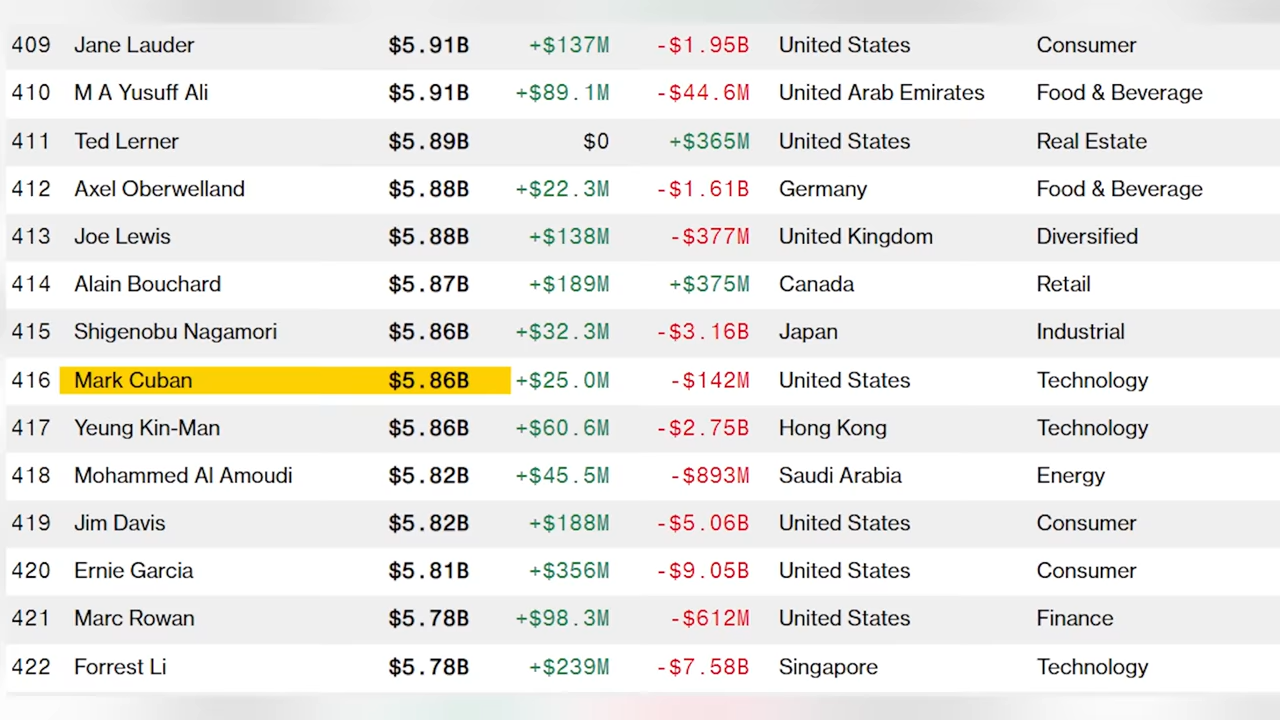 409 Jane Lauder $5.91B +$137M -$1.95B United States Consumer
410 M A Yusuff Ali $5.91B +$89.1M -$44.6M United Arab Emirates Food & Beverage
411 Ted Lerner $5.89B $0 +$365M United States Real Estate
412 Axel Oberwelland $5.88B +$22.3M -$1.61B Germany Food & Beverage
413 Joe Lewis $5.88B +$138M -$377M United Kingdom Diversified
414 Alain Bouchard $5.87B +$189M +$375M Canada Retail
415 Shigenobu Nagamori $5.86B +$32.3M -$3.16B Japan Industrial
416 Mark Cuban $5.86B +$25.0M -$142M United States Technology
417 Yeung Kin-Man $5.86B +$60.6M -$2.75B Hong Kong Technology
418 Mohammed Al Amoudi $5.82B +$45.5M -$893M Saudi Arabia Energy
419 Jim Davis $5.82B +$188M -$5.06B United States Consumer
420 Ernie Garcia $5.81B +$356M -$9.05B United States Consumer
421 Marc Rowan $5.78B +$98.3M -$612M United States Finance
422 Forrest Li $5.78B +$239M -$7.58B Singapore Technology